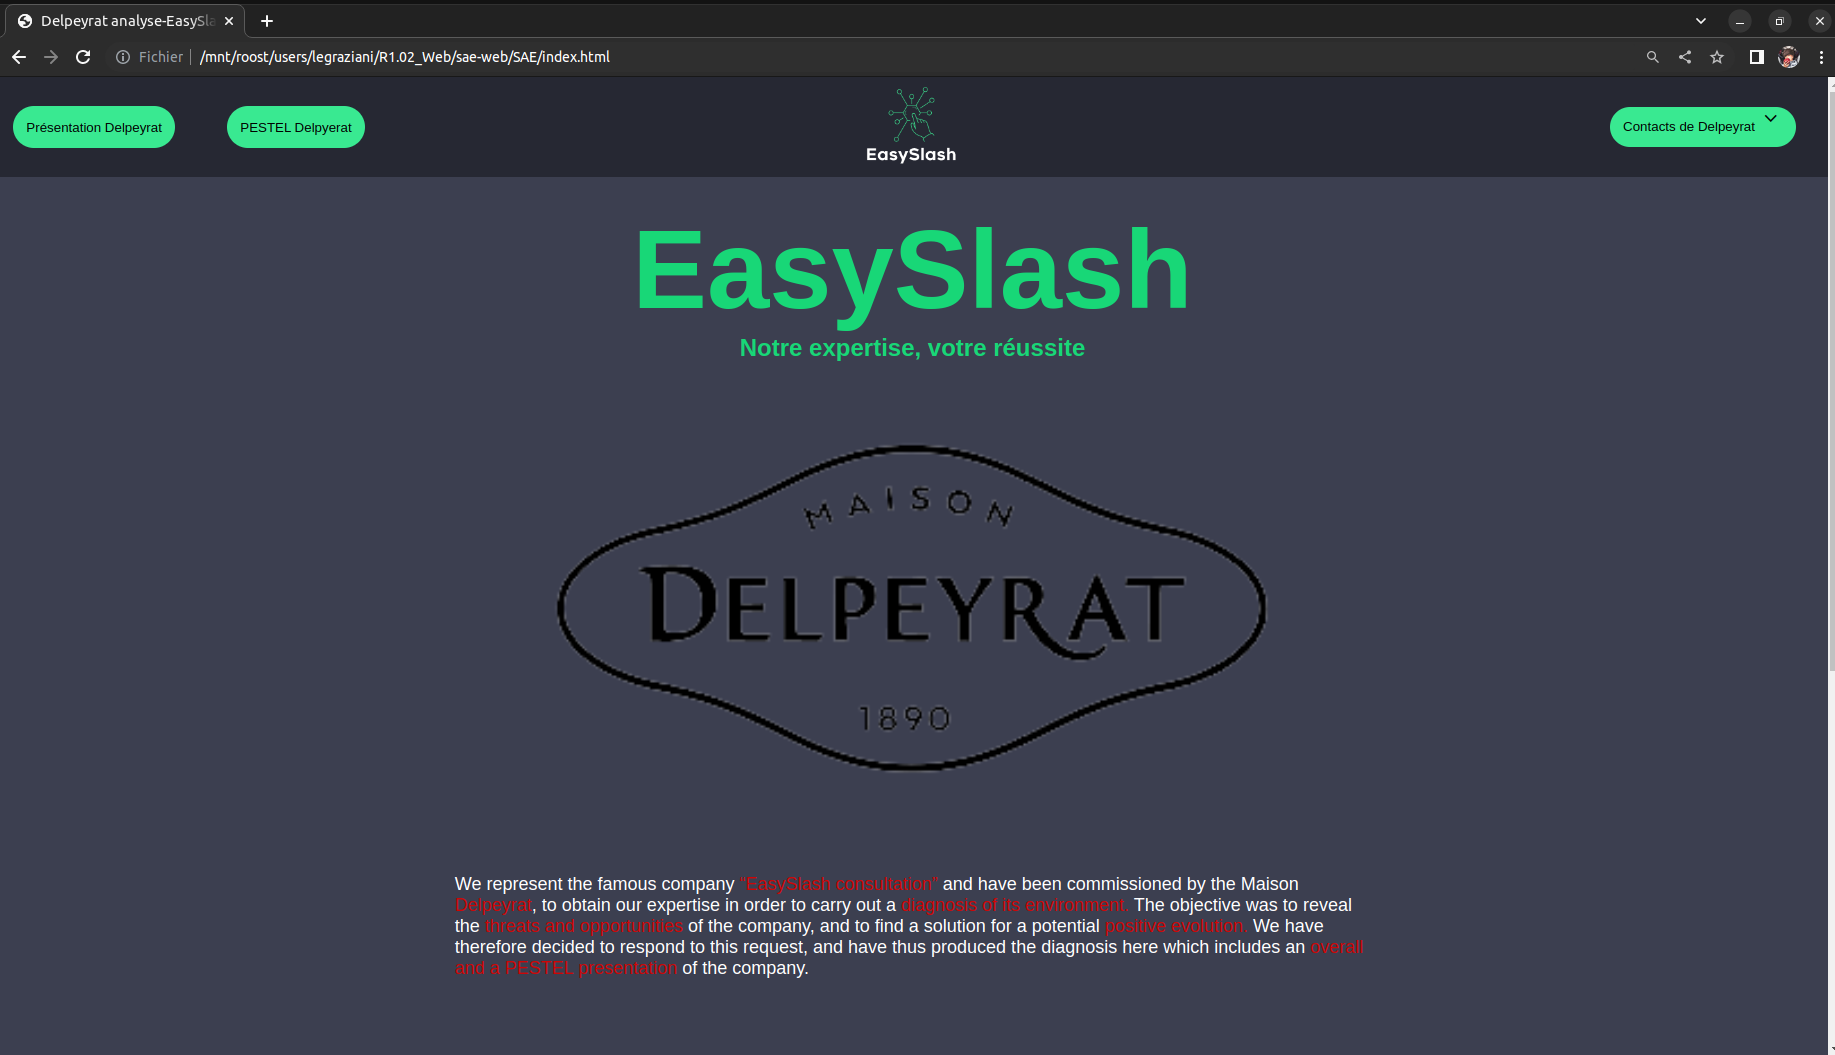 Delpeyrat analyse-EasySla
Fichier /mnt/roost/users/legraziani/R1.02_Web/sae-web/SAE/index.html
Présentation Delpeyrat
PESTEL Delpyerat
EasySlash
Contacts de Delpeyrat
EasySlash
Notre expertise, votre réussite
MAISON
DELPEYRAT
1890
We represent the famous company "EasySlash consultation" and have been commissioned by the Maison
Delpeyrat, to obtain our expertise in order to carry out a diagnosis of its environment. The objective was to reveal
the threats and opportunities of the company, and to find a solution for a potential positive evolution. We have
therefore decided to respond to this request, and have thus produced the diagnosis here which includes an overall
and a PESTEL presentation of the company.